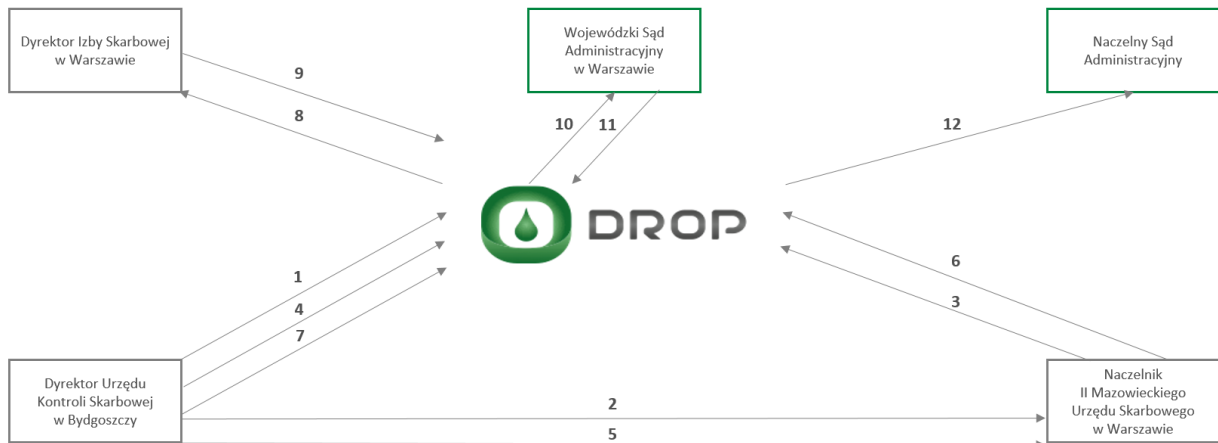 Dyrektor Izby Skarbowej
w Warszawie
Wojewódzki Sąd
Administracyjny
w Warszawie
Naczelny Sąd
Administracyjny
9
8
10
11
12
DROP
1
4
7
6
3
Dyrektor Urzędu
Kontroli Skarbowej
w Bydgoszczy
2
5
Naczelnik
II Mazowieckiego
Urzędu Skarbowego
w Warszawie